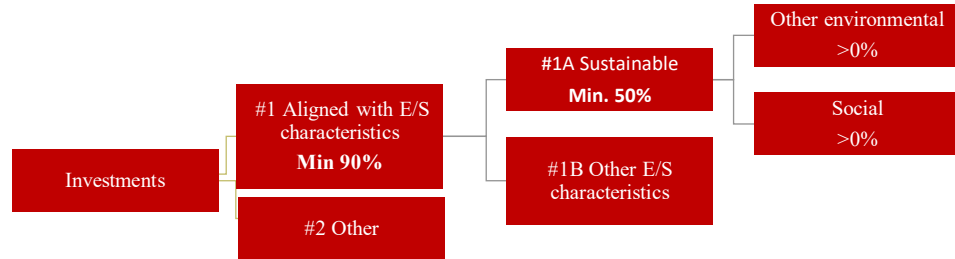 Investments
#1 Aligned with E/S
characteristics
Min 90%
#2 Other
#1A Sustainable
Min. 50%
#1B Other E/S
characteristics
Other environmental
>0%
Social
>0%